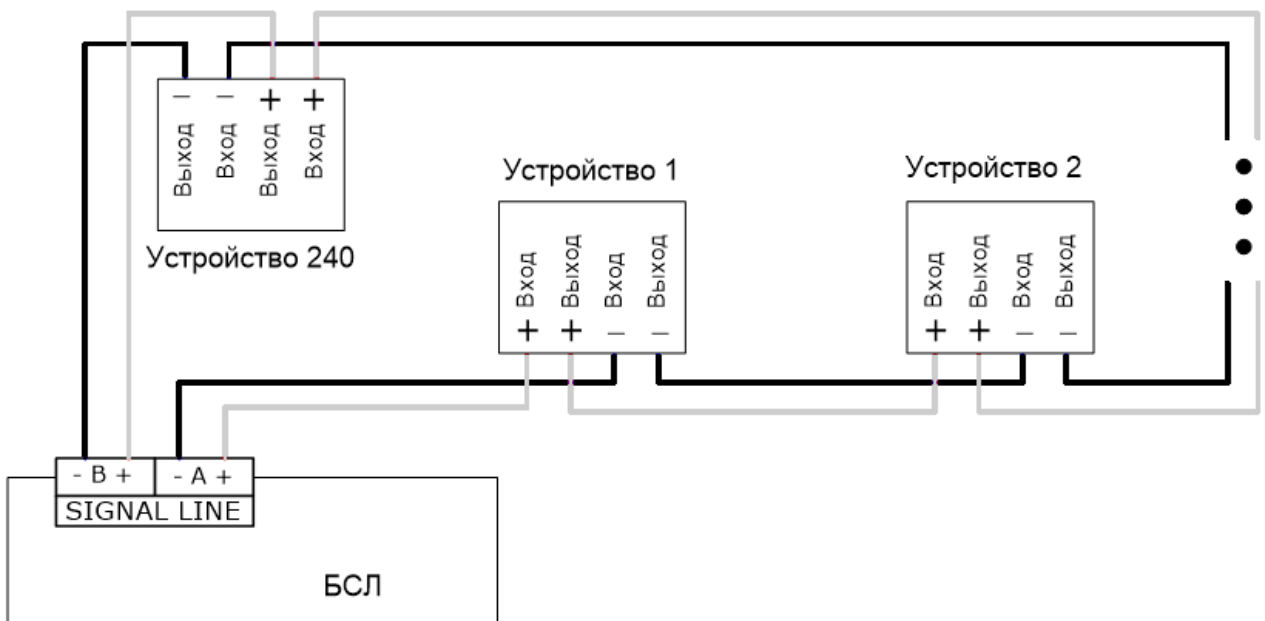 – – + +
Выход Вход Выход Вход
Устройство 240
Устройство 1
Вход Выход Вход Выход
+ + – –
Устройство 2
Вход Выход Вход Выход
+ + – –
- B + - A +
SIGNAL LINE
БСЛ